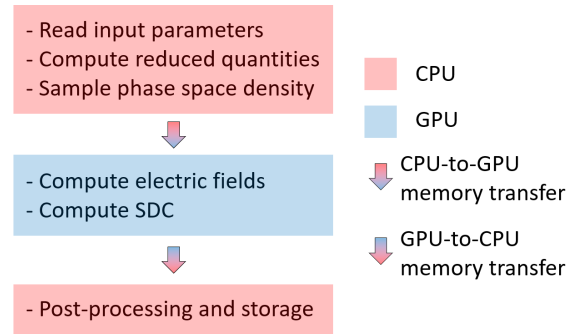 - Read input parameters
- Compute reduced quantities
- Sample phase space density
- Compute electric fields
- Compute SDC
- Post-processing and storage
CPU
GPU
CPU-to-GPU
memory transfer
GPU-to-CPU
memory transfer